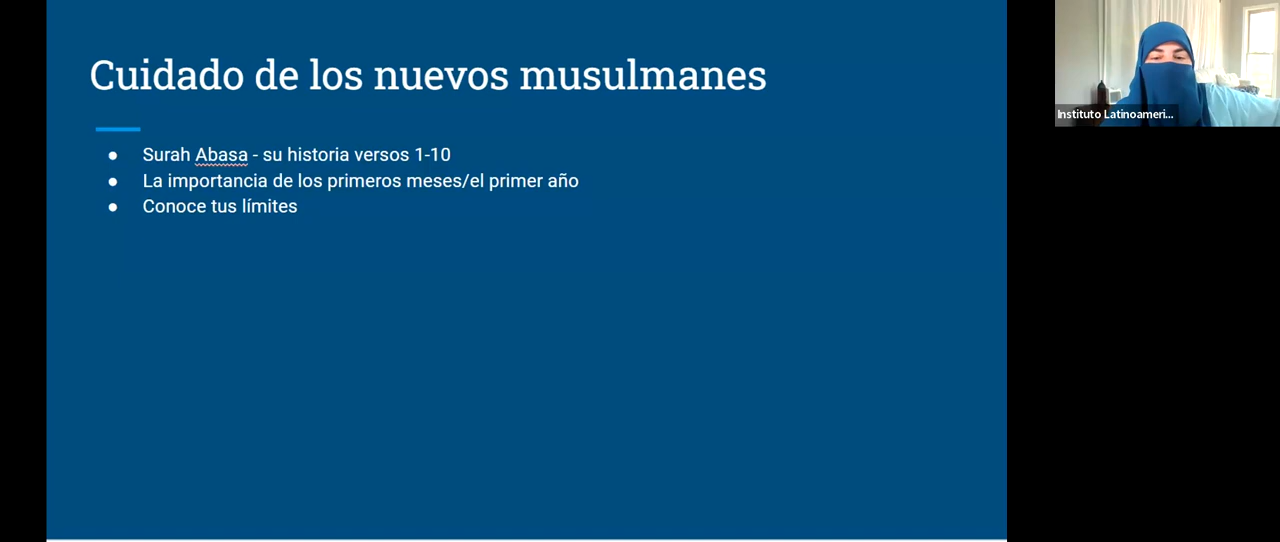 Cuidado de los nuevos musulmanes
Surah Abasa - su historia versos 1-10
La importancia de los primeros meses/el primer año
Conoce tus límites
Instituto Latinoameri...